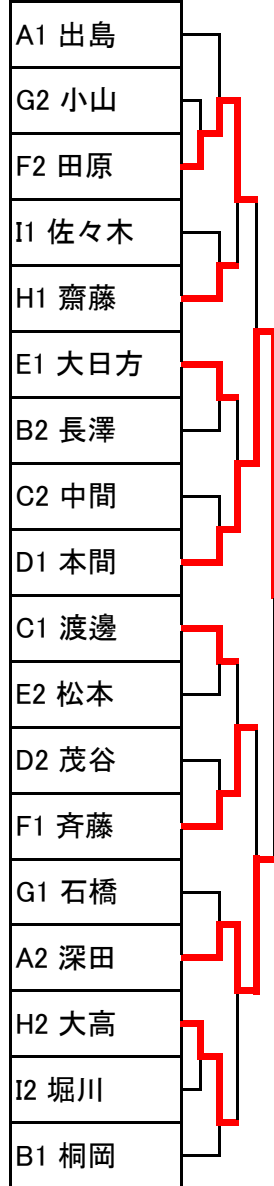 A1 出島
G2 小山
F2 田原
I1 佐々木
H1 齋藤
E1 大日方
B2 長澤
C2 中間
D1 本間
C1 渡邊
E2 松本
D2 茂谷
F1 斉藤
G1 石橋
A2 深田
H2 大高
I2 堀川
B1 桐岡